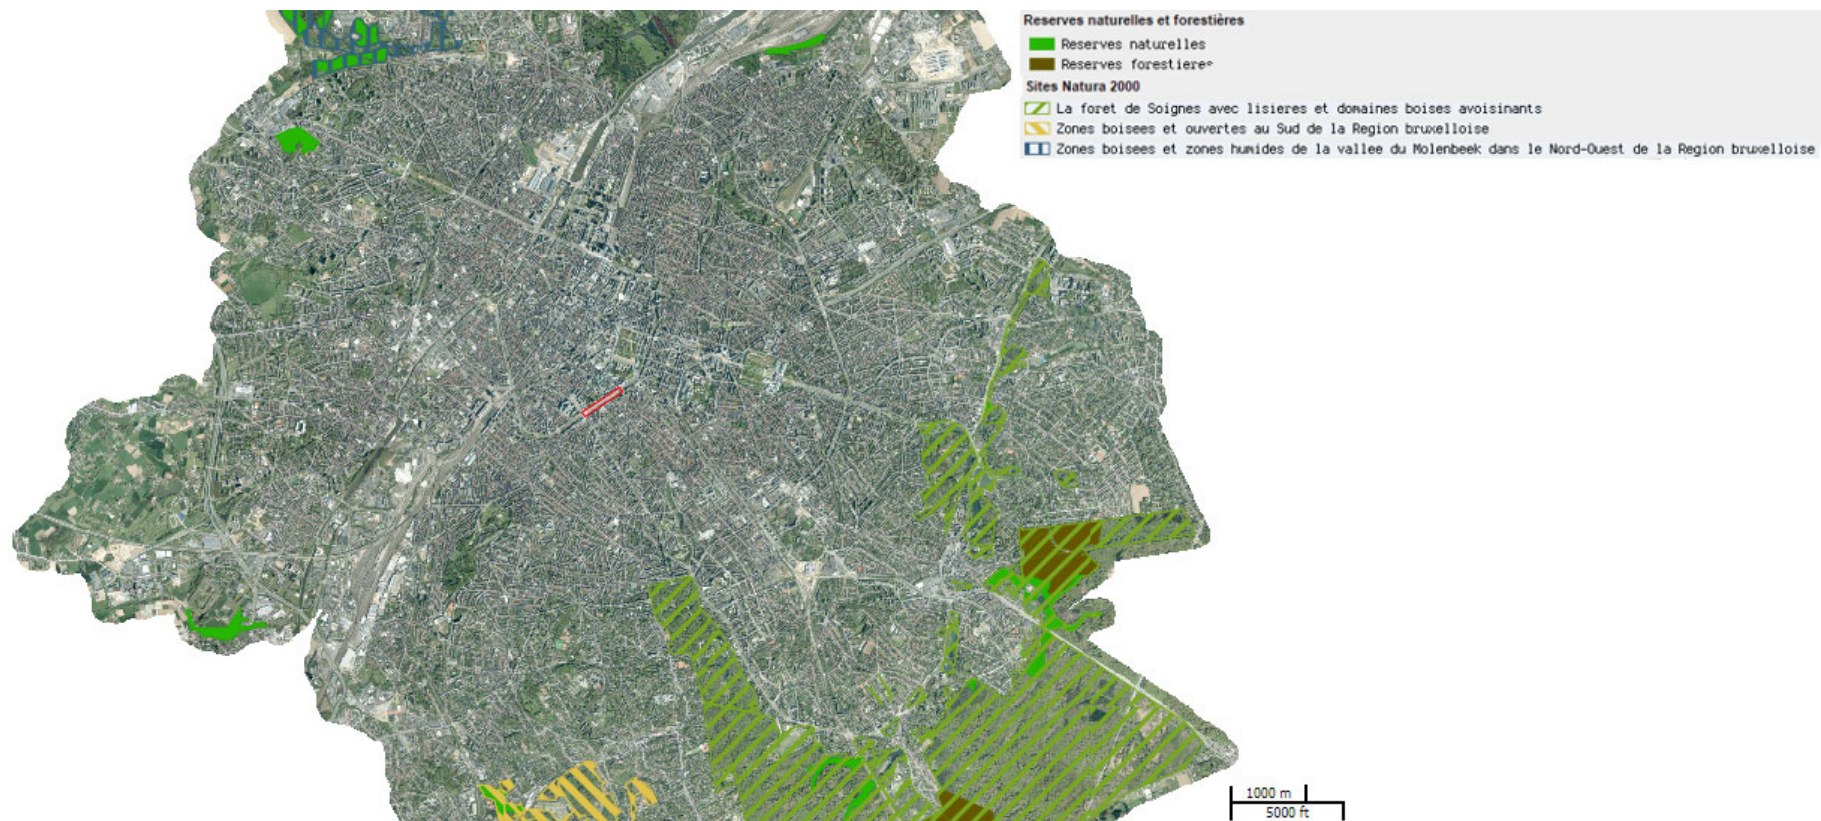 Reserves naturelles et forestières
Reserves naturelles
Reserves forestieres
Sites Natura 2000
La foret de Soignes avec lisieres et domaines boises avoisinants
Zones boisees et ouvertes au Sud de la Region bruxelloise
Zones boisees et zones humides de la vallee du Molenbeek dans le Nord-Ouest de la Region bruxelloise
1000 m
5000 ft